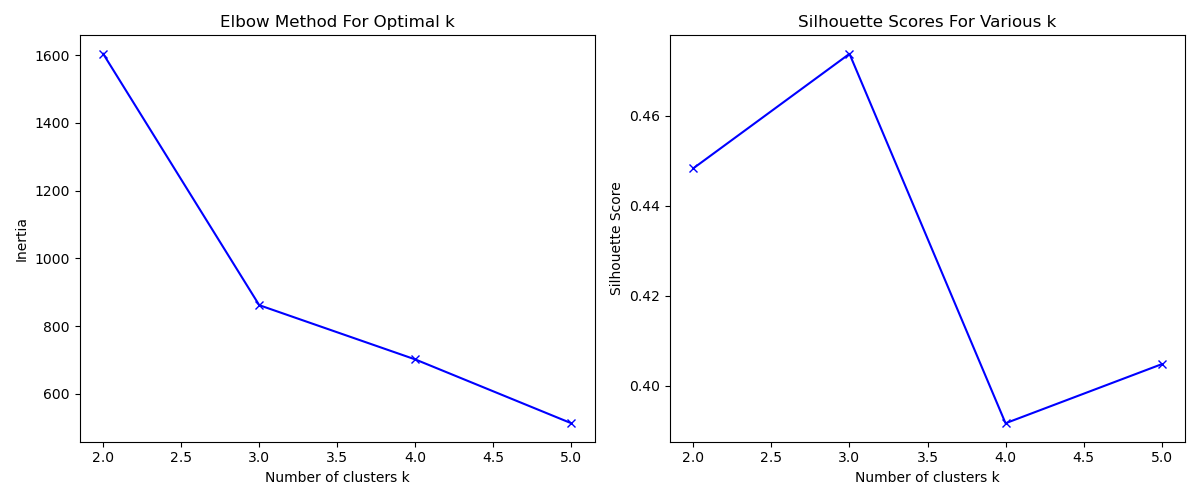 Elbow Method For Optimal k
Inertia
1600
1400
1200
1000
800
600
2.0 2.5 3.0 3.5 4.0 4.5 5.0
Number of clusters k
Silhouette Scores For Various k
Silhouette Score
0.46
0.44
0.42
0.40
2.0 2.5 3.0 3.5 4.0 4.5 5.0
Number of clusters k